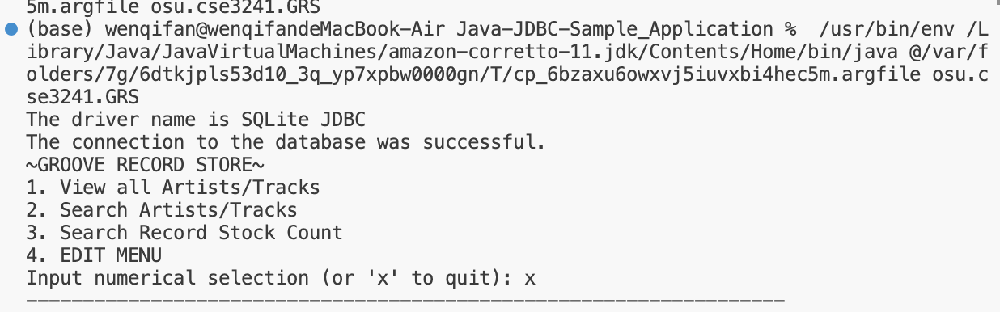 5m.argfile osu.cse3241.GRS
(base) wenqifan@wenqifandeMacBook-Air Java-JDBC-Sample_Application %  /usr/bin/env /L
ibrary/Java/JavaVirtualMachines/amazon-corretto-11.jdk/Contents/Home/bin/java @/var/f
olders/7g/6dtkjpls53d10_3q_yp7xpbw0000gn/T/cp_6bzaxu6owxvj5iuvxbi4hec5m.argfile osu.c
se3241.GRS
The driver name is SQLite JDBC
The connection to the database was successful.
~GROOVE RECORD STORE~
1. View all Artists/Tracks
2. Search Artists/Tracks
3. Search Record Stock Count
4. EDIT MENU
Input numerical selection (or 'x' to quit): x
-------------------------------------------------------------------